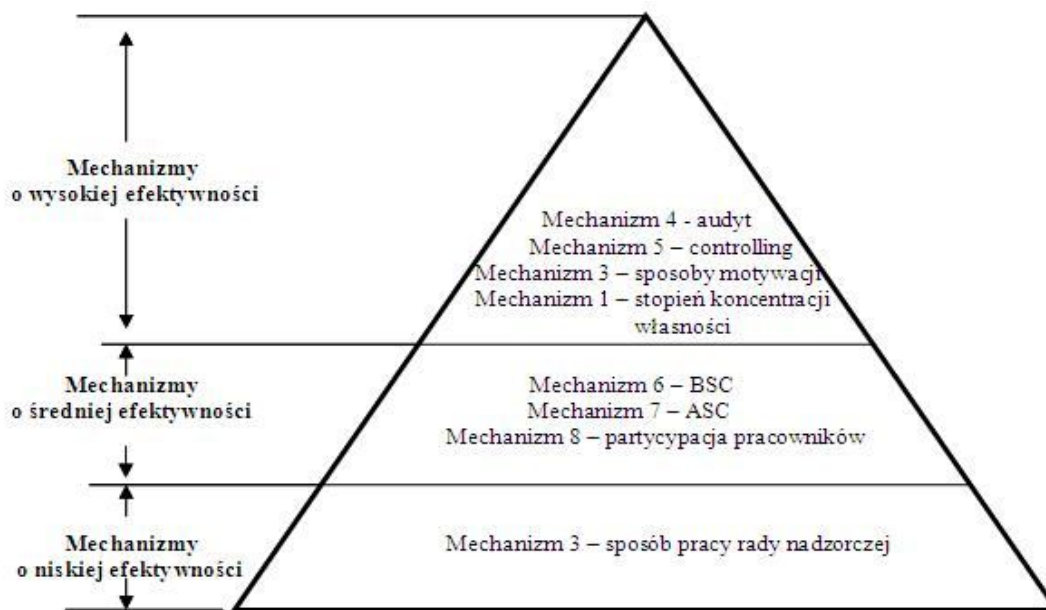 Mechanizmy
o wysokiej efektywności
Mechanizm 4 - audyt
Mechanizm 5 – controlling
Mechanizm 3 – sposoby motywacji
Mechanizm 1 – stopień koncentracji
własności
Mechanizmy
o średniej efektywności
Mechanizm 6 – BSC
Mechanizm 7 – ASC
Mechanizm 8 – partycypacja pracowników
Mechanizmy
o niskiej efektywności
Mechanizm 3 – sposób pracy rady nadzorczej